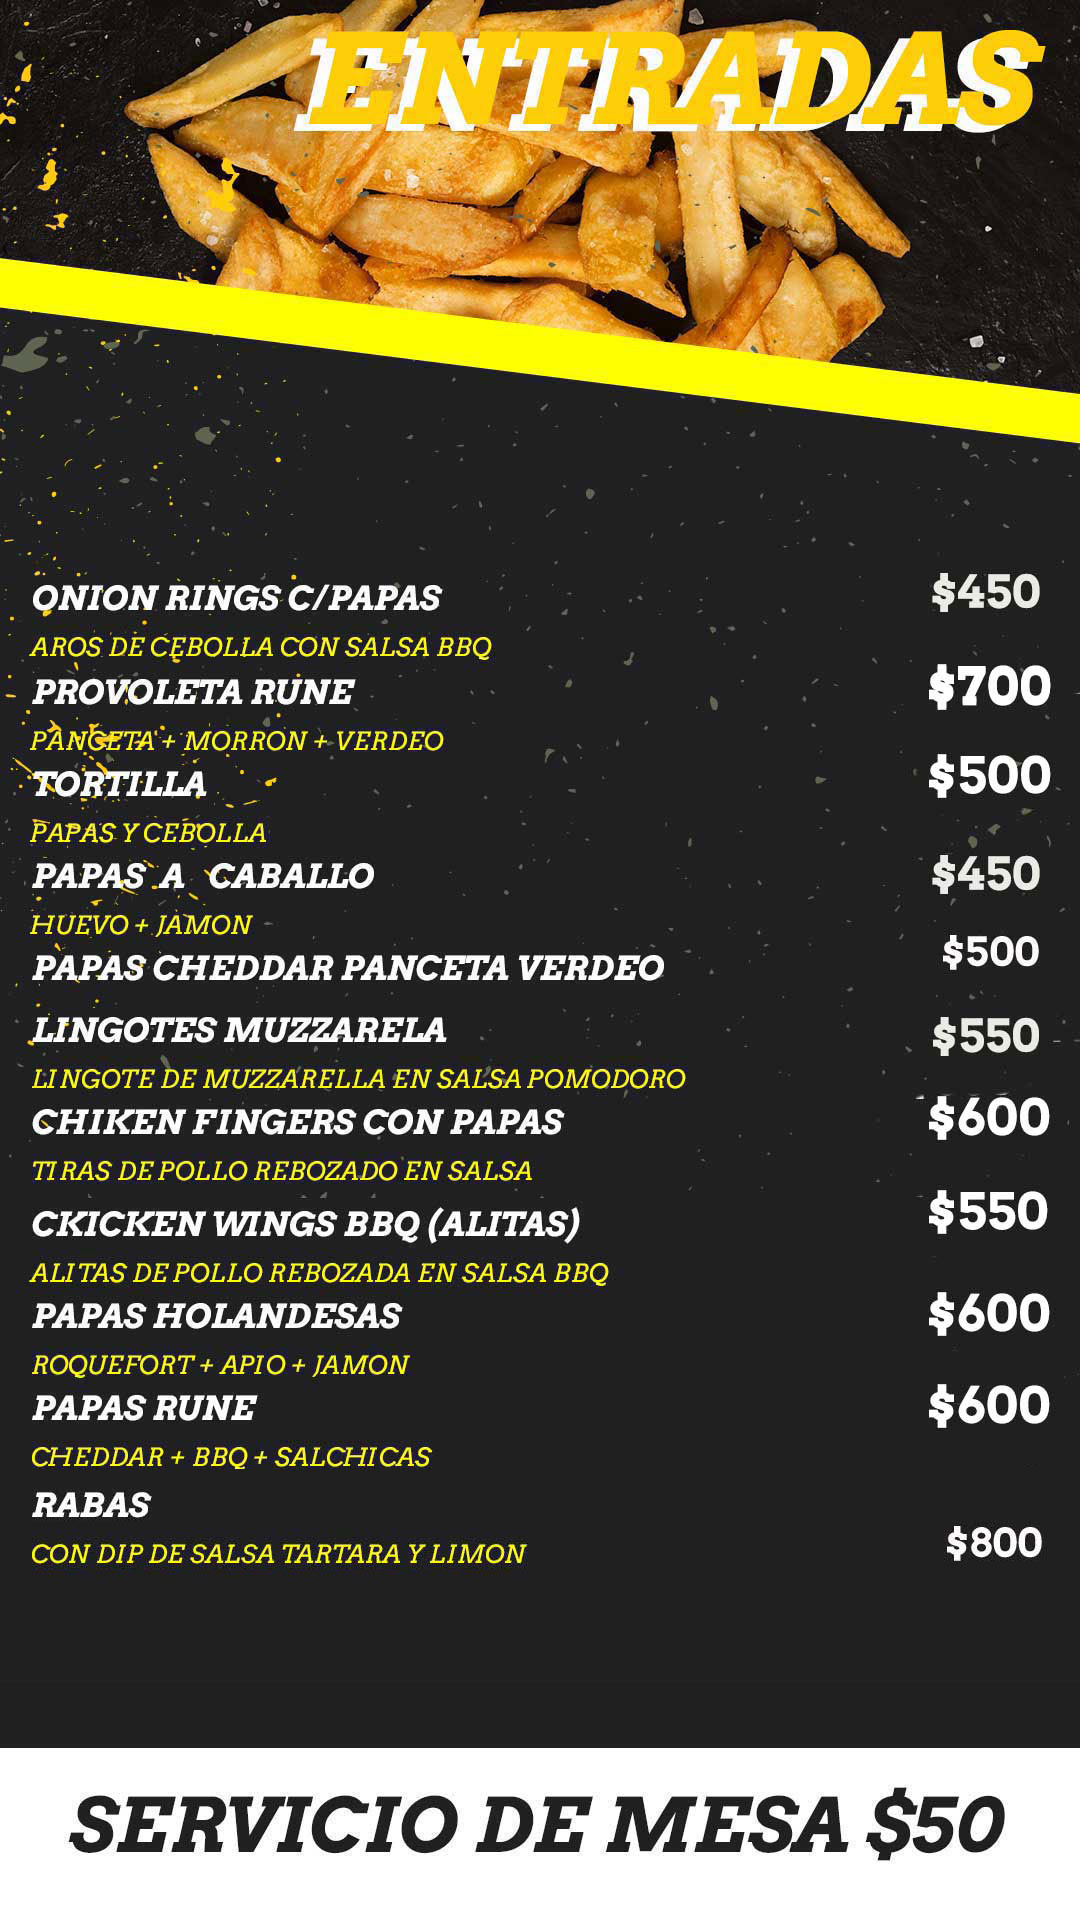 ENTRADAS
ONION RINGS C/PAPAS $450
AROS DE CEBOLLA CON SALSA BBQ
PROVOLETA RUNE $700
PANCETA + MORRON + VERDEO
TORTILLA $500
PAPAS Y CEBOLLA
PAPAS A CABALLO $450
HUEVO + JAMON
PAPAS CHEDDAR PANCETA VERDEO $500
LINGOTES MUZZARELA $550
LINGOTE DE MUZZARELLA EN SALSA POMODORO
CHIKEN FINGERS CON PAPAS $600
TIRAS DE POLLO REBOZADO EN SALSA
CKICKEN WINGS BBQ (ALITAS) $550
ALITAS DE POLLO REBOZADA EN SALSA BBQ
PAPAS HOLANDESAS $600
ROQUEFORT + APIO + JAMON
PAPAS RUNE $600
CHEDDAR + BBQ + SALCHICAS
RABAS
CON DIP DE SALSA TARTARA Y LIMON $800
SERVICIO DE MESA $50